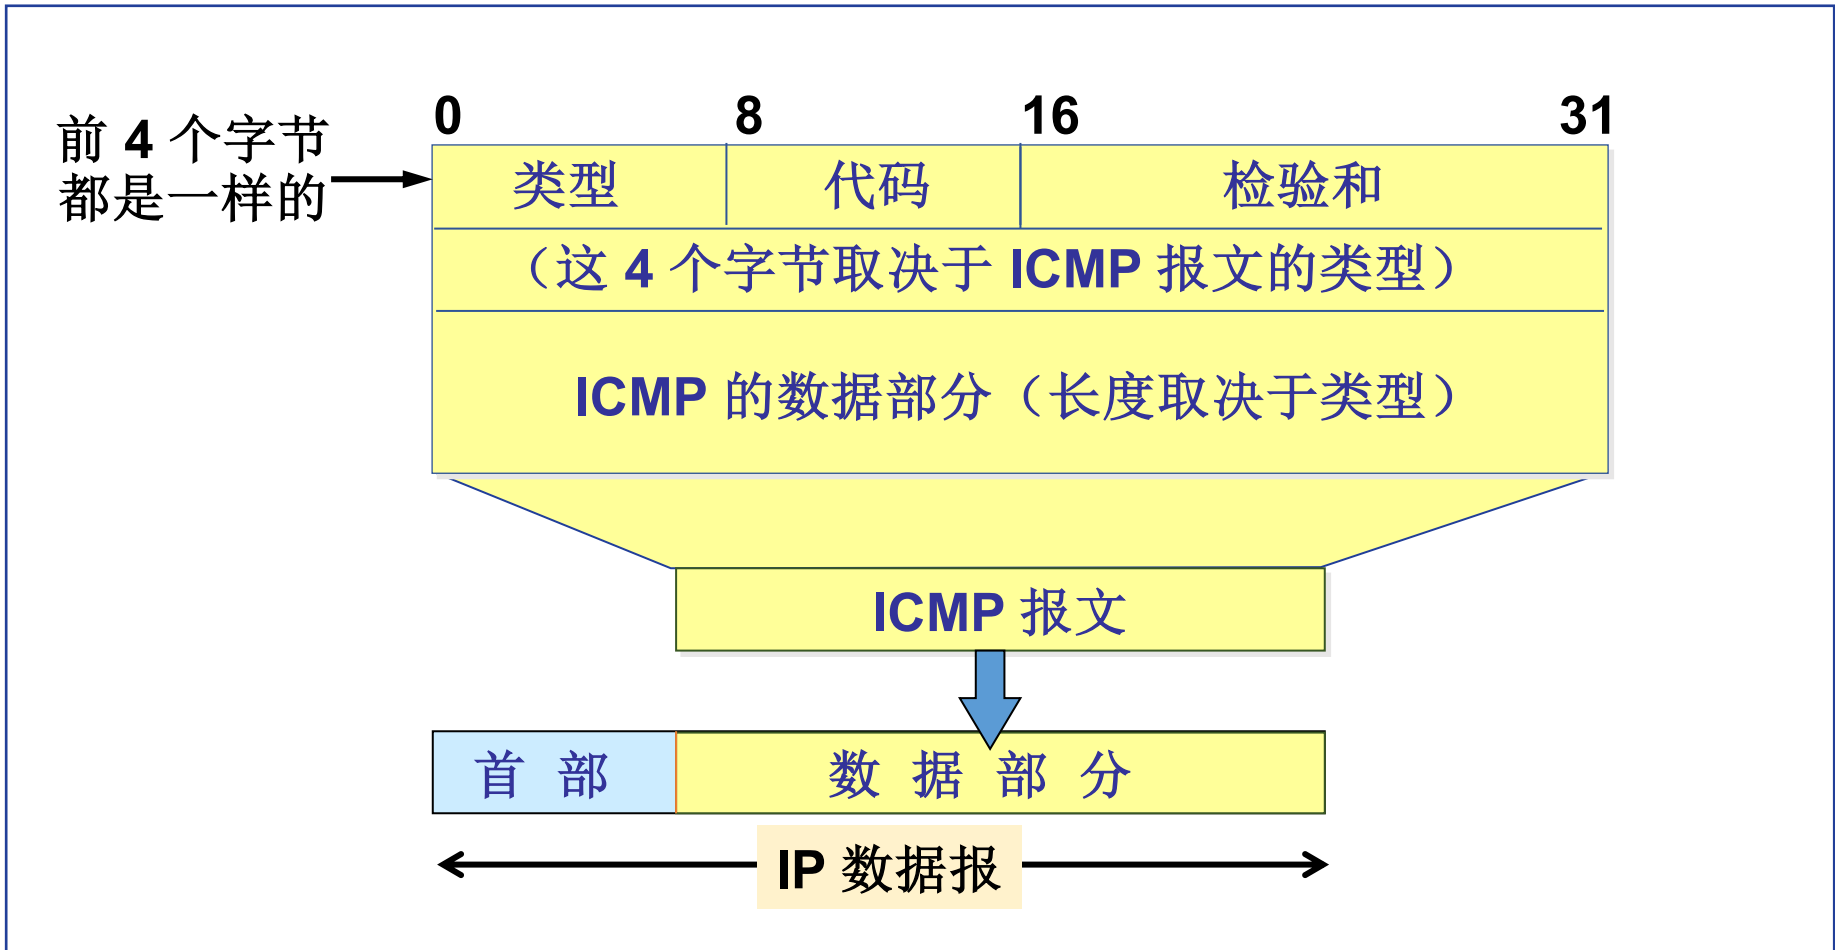 0 8 16 31
前 4 个字节
都是一样的
类型 代码 检验和
（这 4 个字节取决于 ICMP 报文的类型）
ICMP 的数据部分（长度取决于类型）
ICMP 报文
首 部 数 据 部 分
IP 数据报